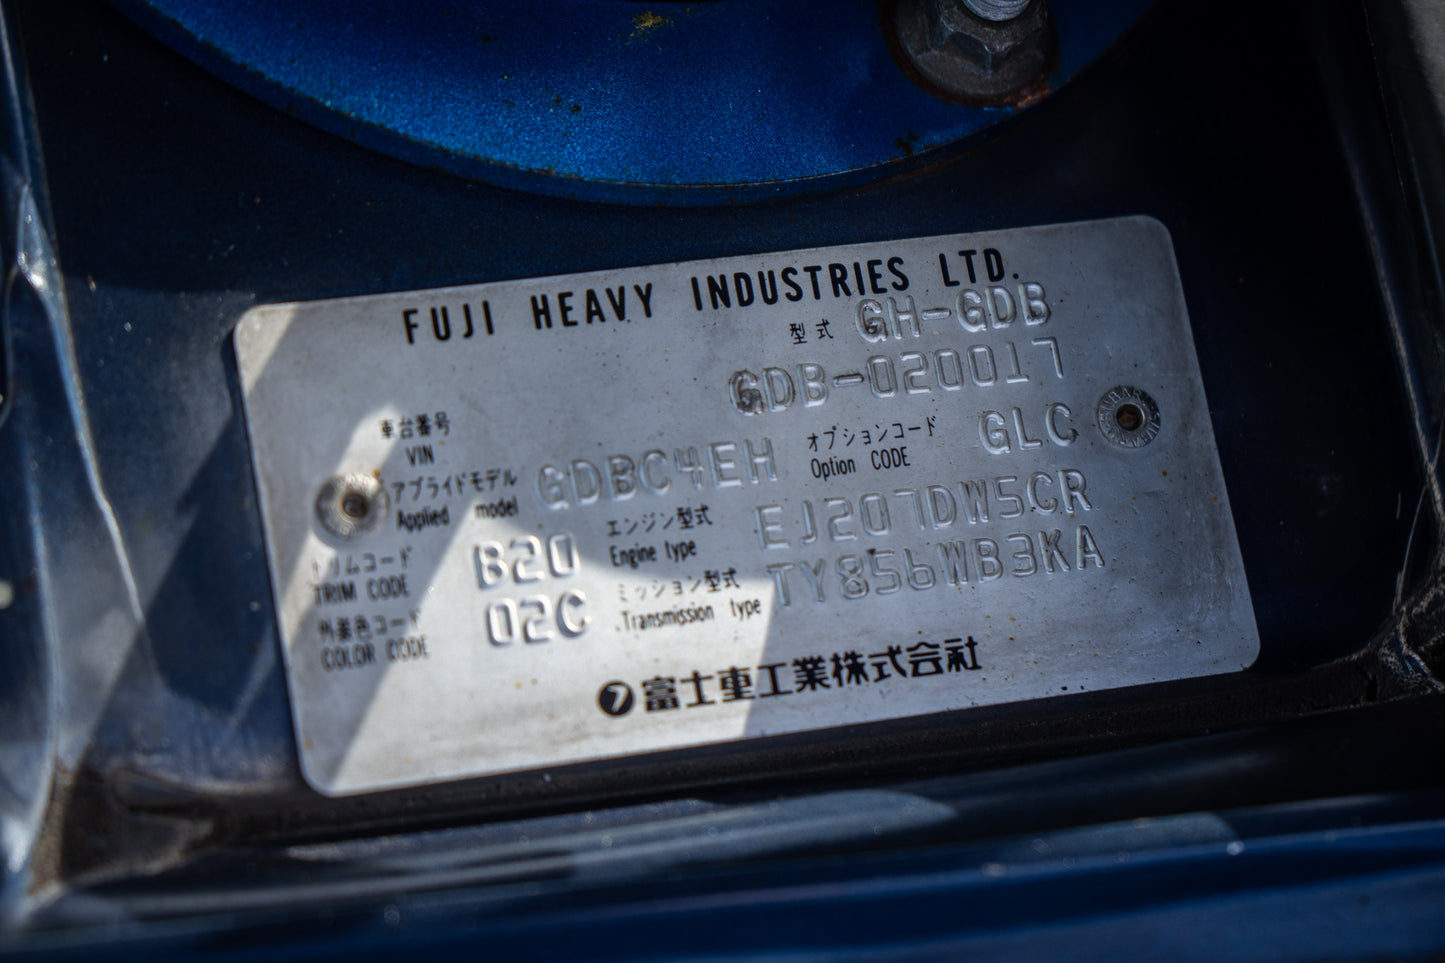 FUJI HEAVY INDUSTRIES LTD.
型式 GH-GDB
車台番号 GDB-020017
VIN
アプライドモデル GDBC4EH オプションコード GLC
Applied model Option CODE
トリムコード B20 エンジン型式 EJ207DW5CR
TRIM CODE Engine type
外装色コード 02C ミッション型式 TY856WB3KA
COLOR CODE Transmission type
富士重工業株式会社